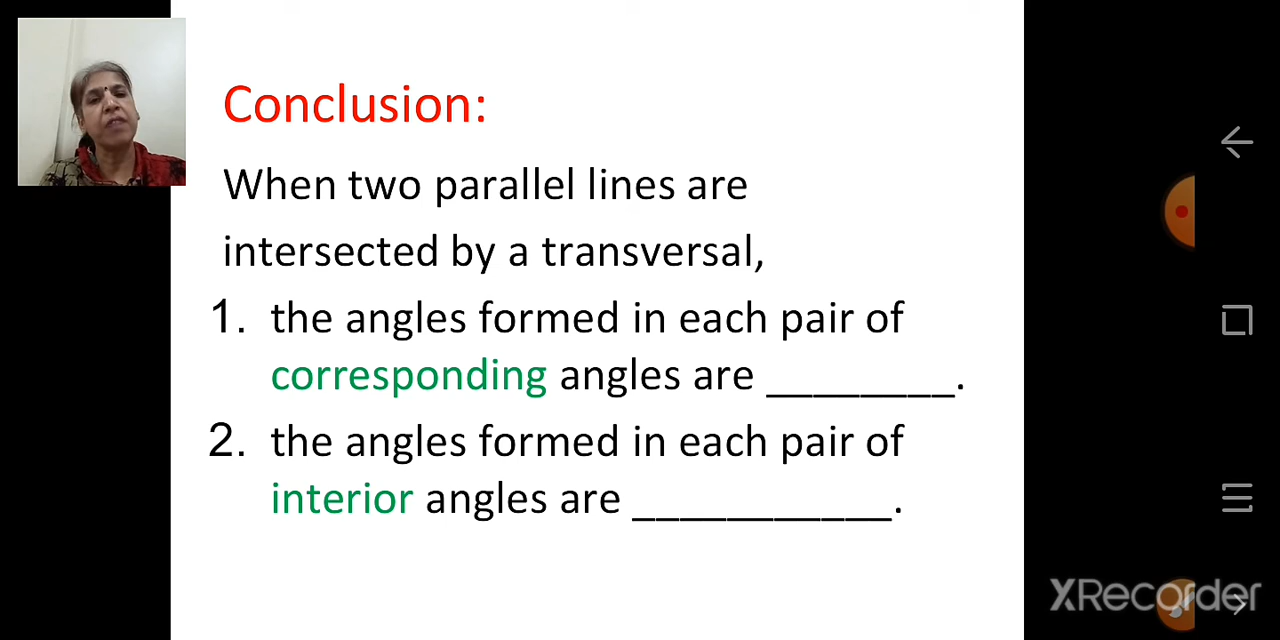 Conclusion:
When two parallel lines are
intersected by a transversal,
1. the angles formed in each pair of
corresponding angles are ________.
2. the angles formed in each pair of
interior angles are ___________.
XRecorder